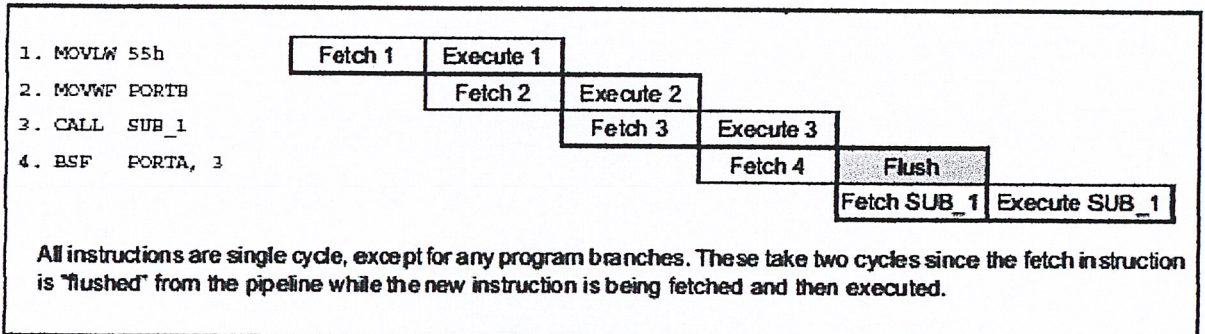 1. MOVLW 55h Fetch 1 Execute 1
2. MOVWF PORTB Fetch 2 Execute 2
3. CALL SUB_1 Fetch 3 Execute 3
4. BSF PORTA, 3 Fetch 4 Flush
Fetch SUB_1 Execute SUB_1
All instructions are single cycle, except for any program branches. These take two cycles since the fetch instruction
is "flushed" from the pipeline while the new instruction is being fetched and then executed.